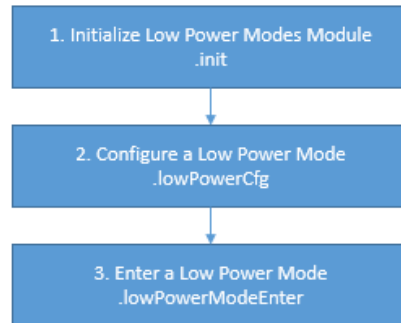 1. Initialize Low Power Modes Module
.init
2. Configure a Low Power Mode
.lowPowerCfg
3. Enter a Low Power Mode
.lowPowerModeEnter